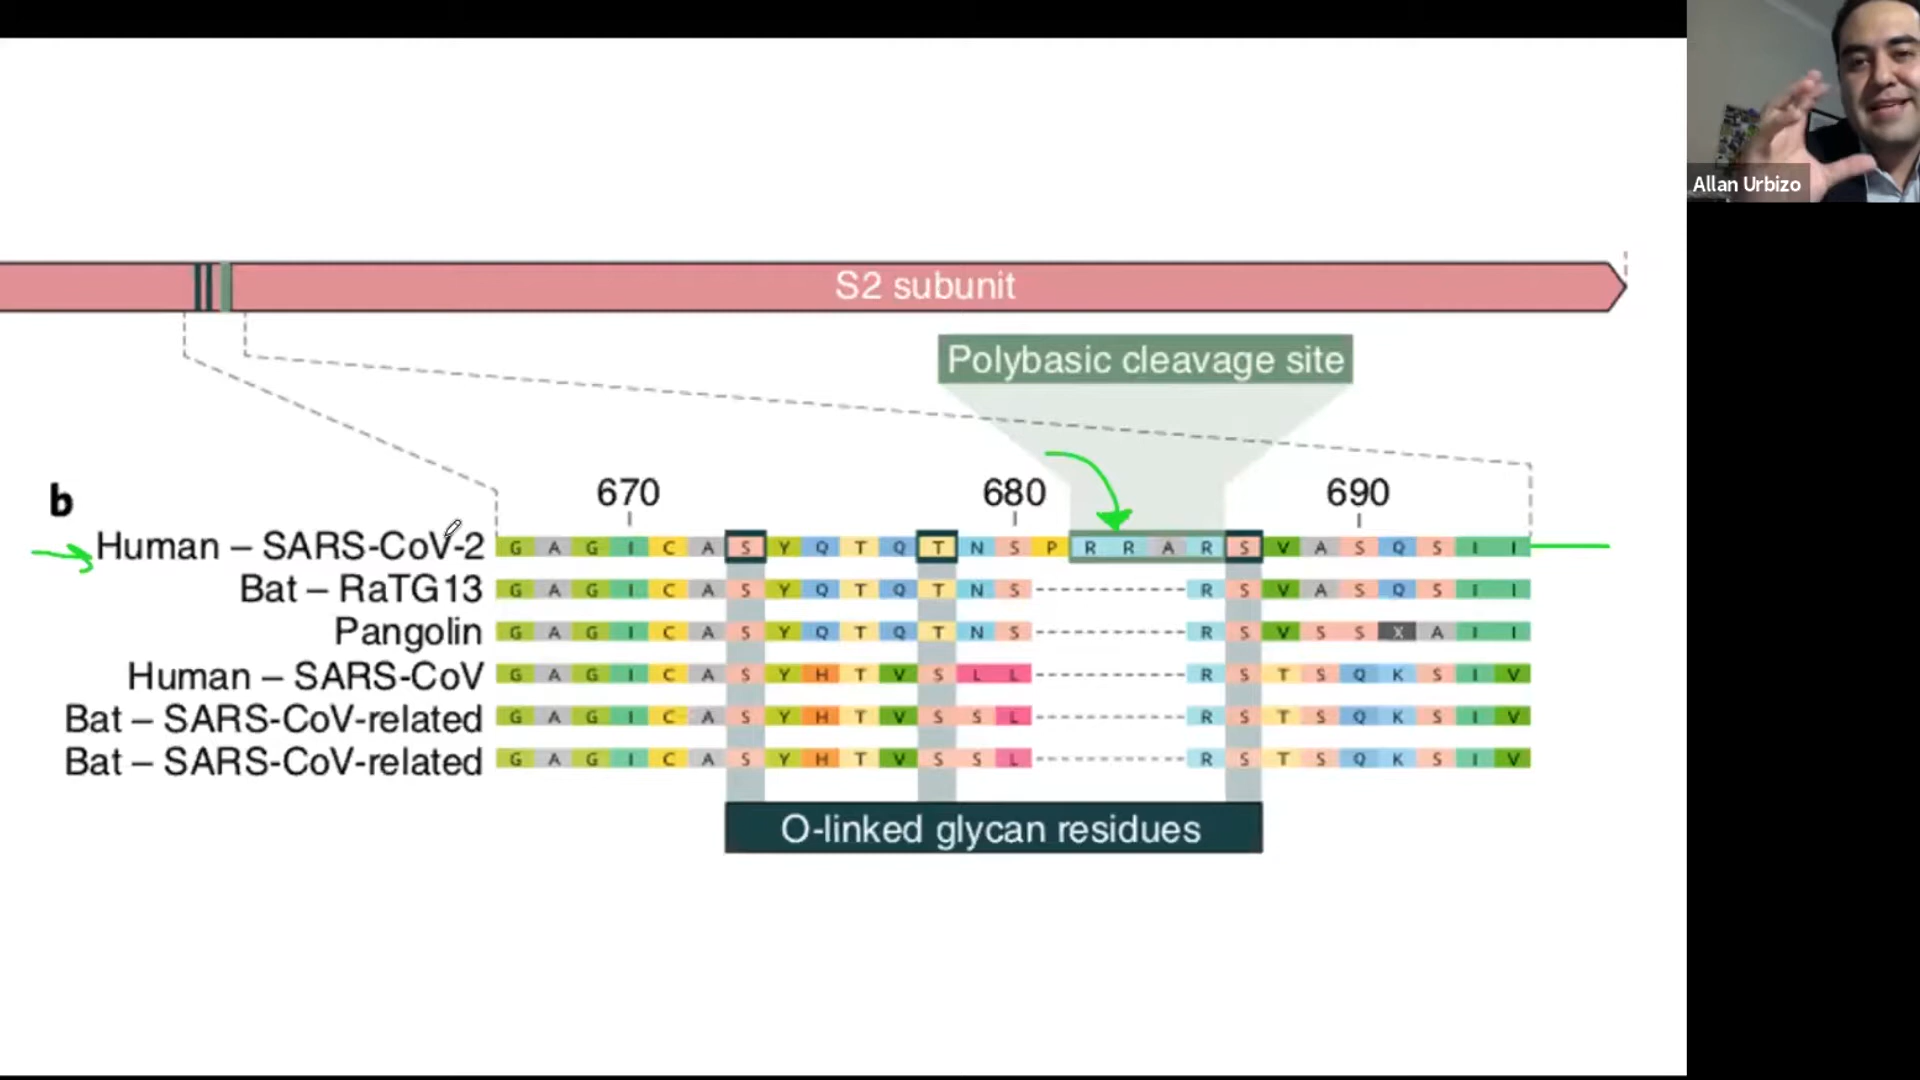 Allan Urbizo
S2 subunit
Polybasic cleavage site
b
670 680 690
Human – SARS-CoV-2 G A G I C A S Y Q T Q T N S P R R A R S V A S Q S I I
Bat – RaTG13 G A G I C A S Y Q T Q T N S ---------- R S V A S Q S I I
Pangolin G A G I C A S Y Q T Q T N S ---------- R S V S S X A I I
Human – SARS-CoV G A G I C A S Y H T V S L L ---------- R S T S Q K S I V
Bat – SARS-CoV-related G A G I C A S Y H T V S S L ---------- R S T S Q K S I V
Bat – SARS-CoV-related G A G I C A S Y H T V S S L ---------- R S T S Q K S I V
O-linked glycan residues